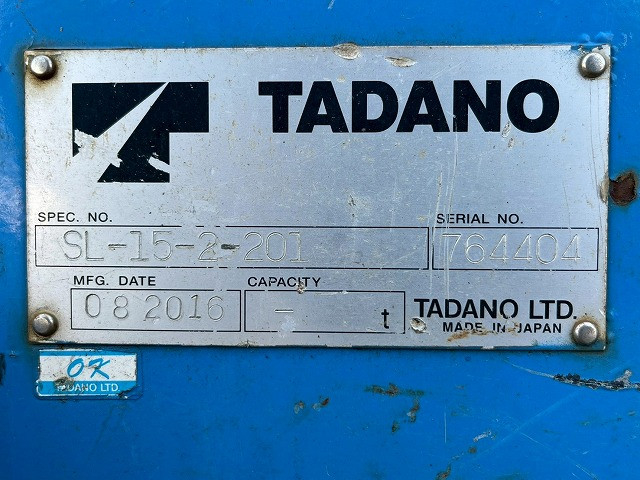 TADANO
SPEC. NO. SERIAL NO.
SL-15-2-201 764404
MFG. DATE CAPACITY
08 2016 - t
TADANO LTD.
MADE IN JAPAN
OK
TADANO LTD.